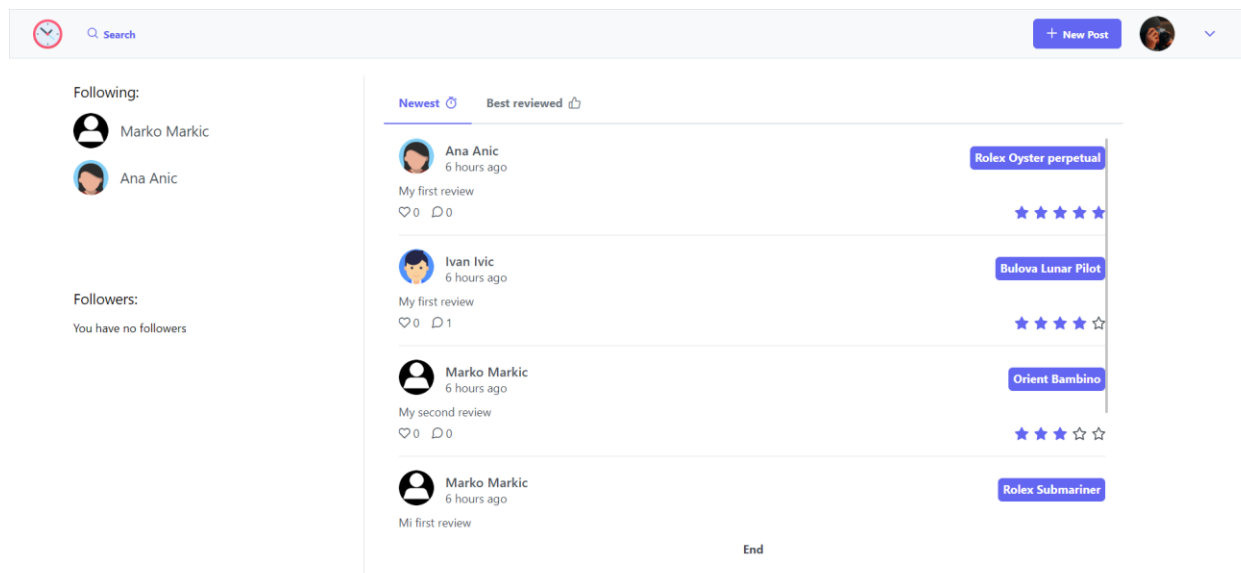 Search
New Post
Following:
Marko Markic
Ana Anic
Followers:
You have no followers
Newest
Best reviewed
Ana Anic
6 hours ago
Rolex Oyster perpetual
My first review
0 0
Ivan Ivic
6 hours ago
Bulova Lunar Pilot
My first review
0 1
Marko Markic
6 hours ago
Orient Bambino
My second review
0 0
Marko Markic
6 hours ago
Rolex Submariner
Mi first review
End